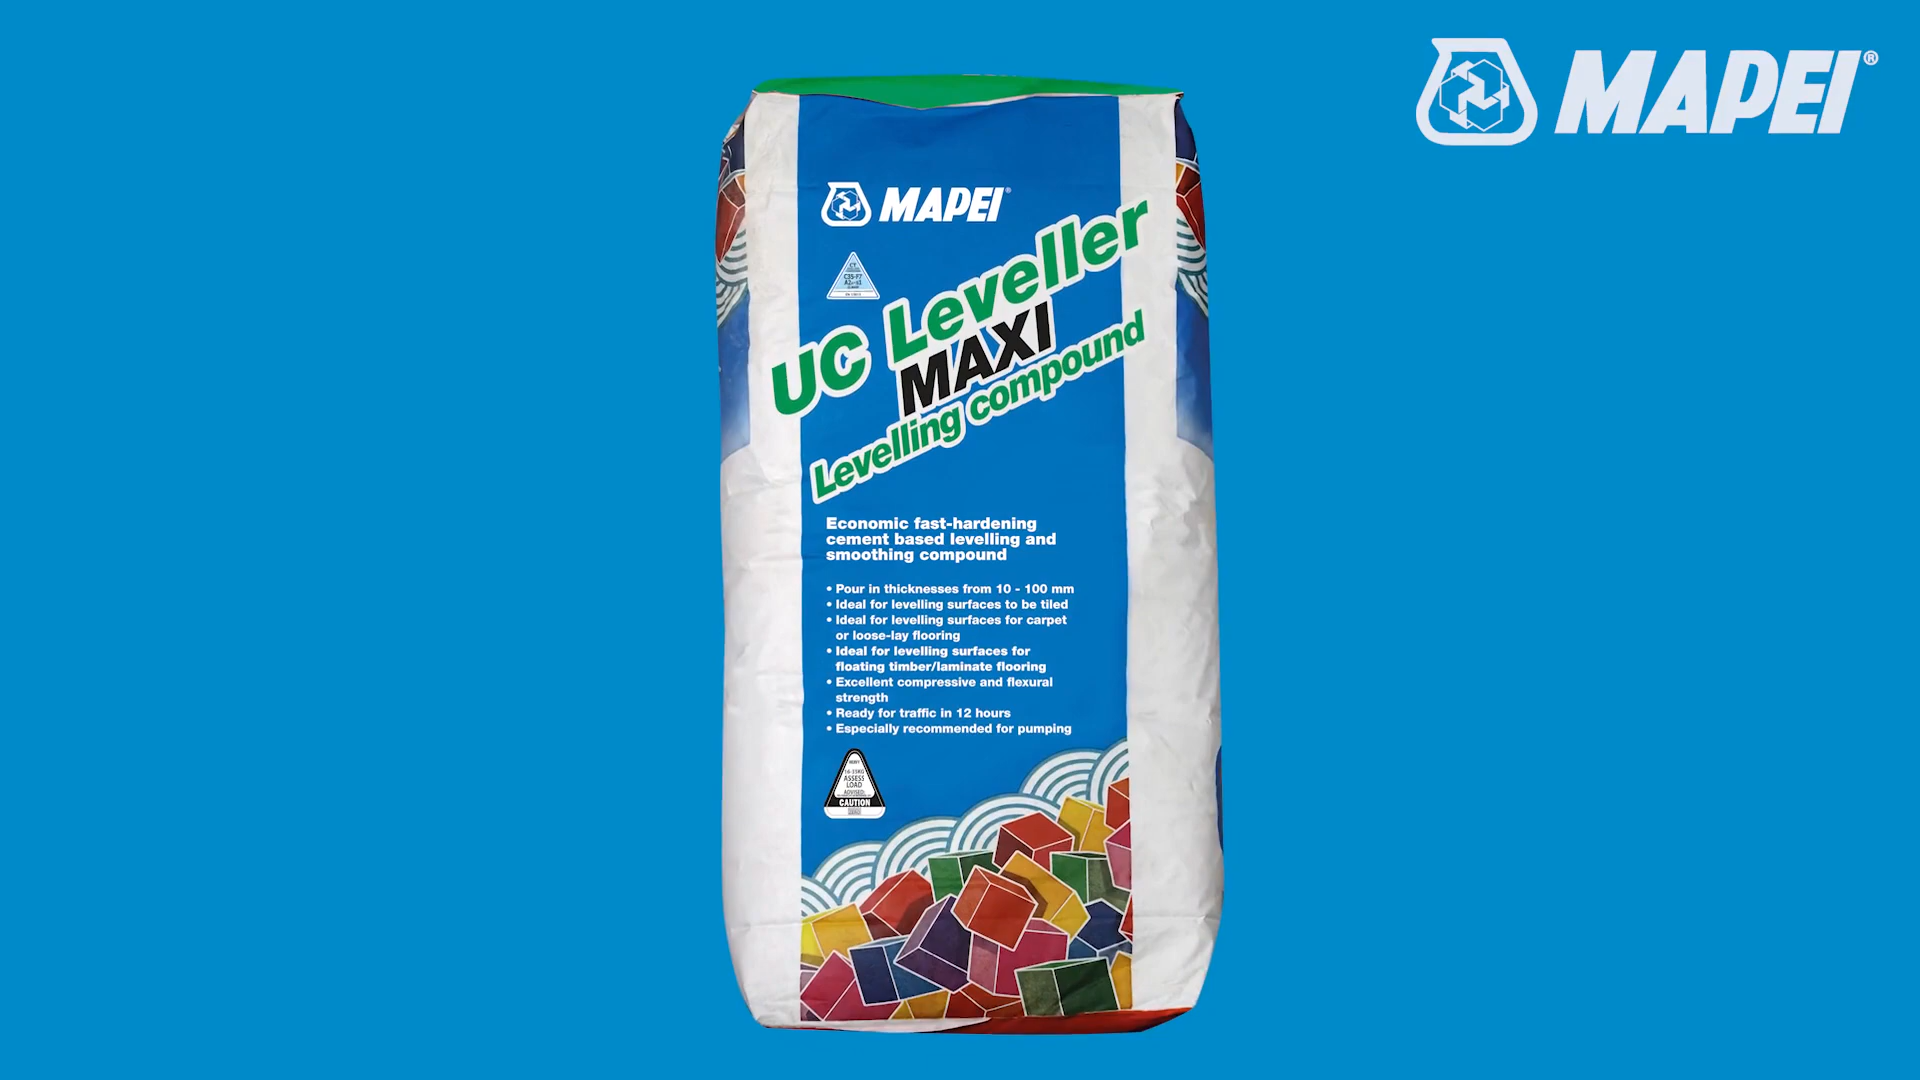 MAPEI®
MAPEI®
CT
C35-F7
UC Leveller
MAXI
Levelling compound
Economic fast-hardening
cement based levelling and
smoothing compound
• Pour in thicknesses from 10 - 100 mm
• Ideal for levelling surfaces to be tiled
• Ideal for levelling surfaces for carpet
or loose-lay flooring
• Ideal for levelling surfaces for
floating timber/laminate flooring
• Excellent compressive and flexural
strength
• Ready for traffic in 12 hours
• Especially recommended for pumping
ASSESS
LOAD
CAUTION